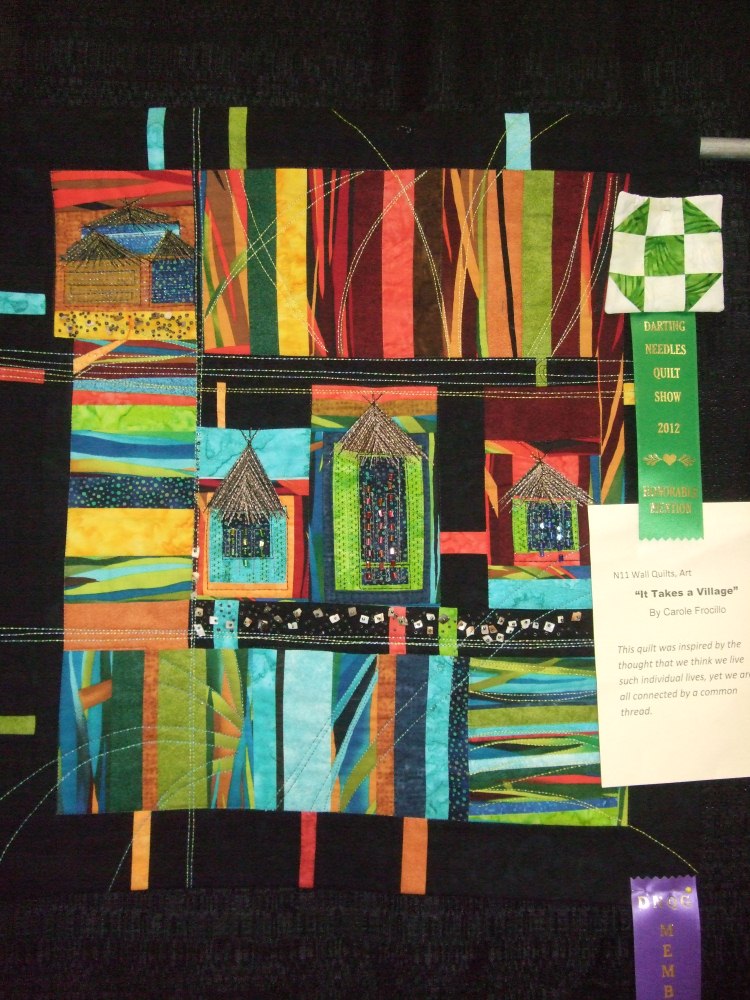 DARTING
NEEDLES
QUILT
SHOW
2012
HONORABLE
MENTION
N11 Wall Quilts, Art
“It Takes a Village”
By Carole Frocillo
This quilt was inspired by the
thought that we think we live
such individual lives, yet we are
all connected by a common
thread.
DNQG
M
E
M
B